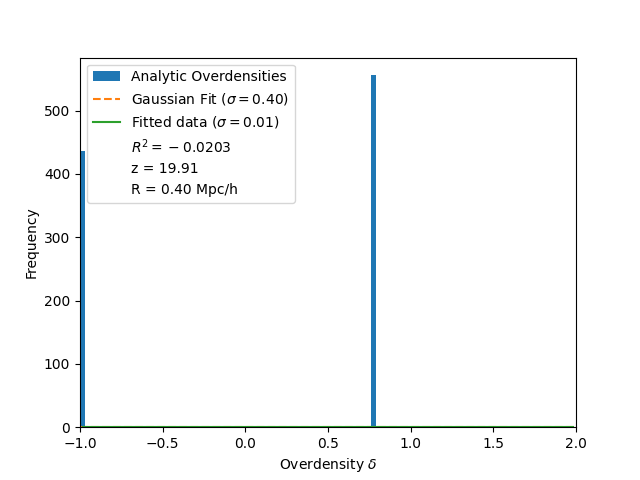 Analytic Overdensities
Gaussian Fit (σ = 0.40)
Fitted data (σ = 0.01)
R² = − 0.0203
z = 19.91
R = 0.40 Mpc/h
Frequency
500
400
300
200
100
0
−1.0 −0.5 0.0 0.5 1.0 1.5 2.0
Overdensity δ